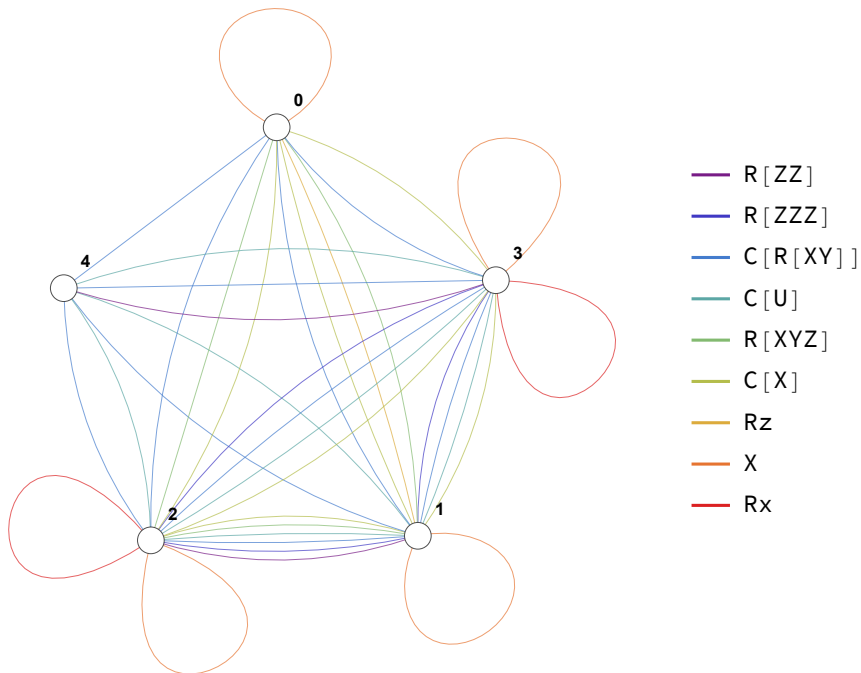 0
3
4
2
1
R[ZZ]
R[ZZZ]
C[R[XY]]
C[U]
R[XYZ]
C[X]
Rz
X
Rx